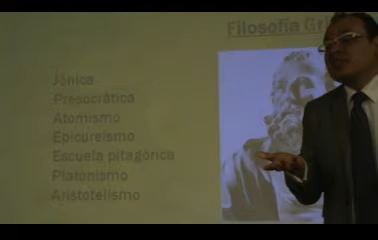 Filosofía Gr
Jónica
Presocrática
Atomismo
Epicureismo
Escuela pitagórica
Platonismo
Aristotelismo